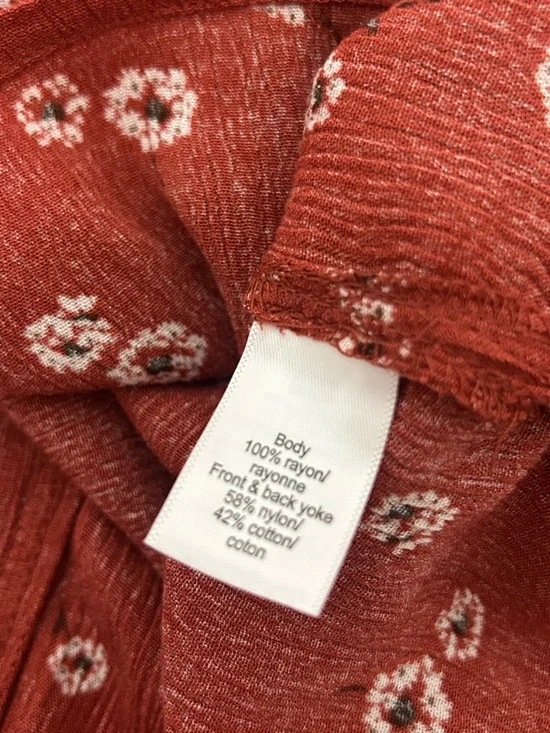 Body
100% rayon/
rayonne
Front & back yoke
58% nylon/
42% cotton/
coton